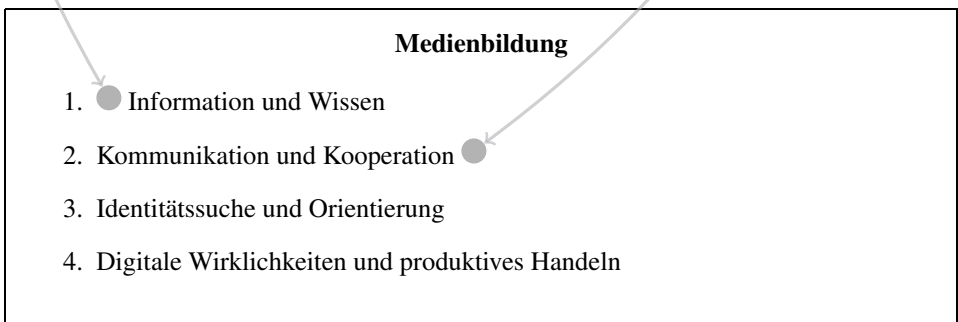 Medienbildung
1. Information und Wissen
2. Kommunikation und Kooperation
3. Identitätssuche und Orientierung
4. Digitale Wirklichkeiten und produktives Handeln